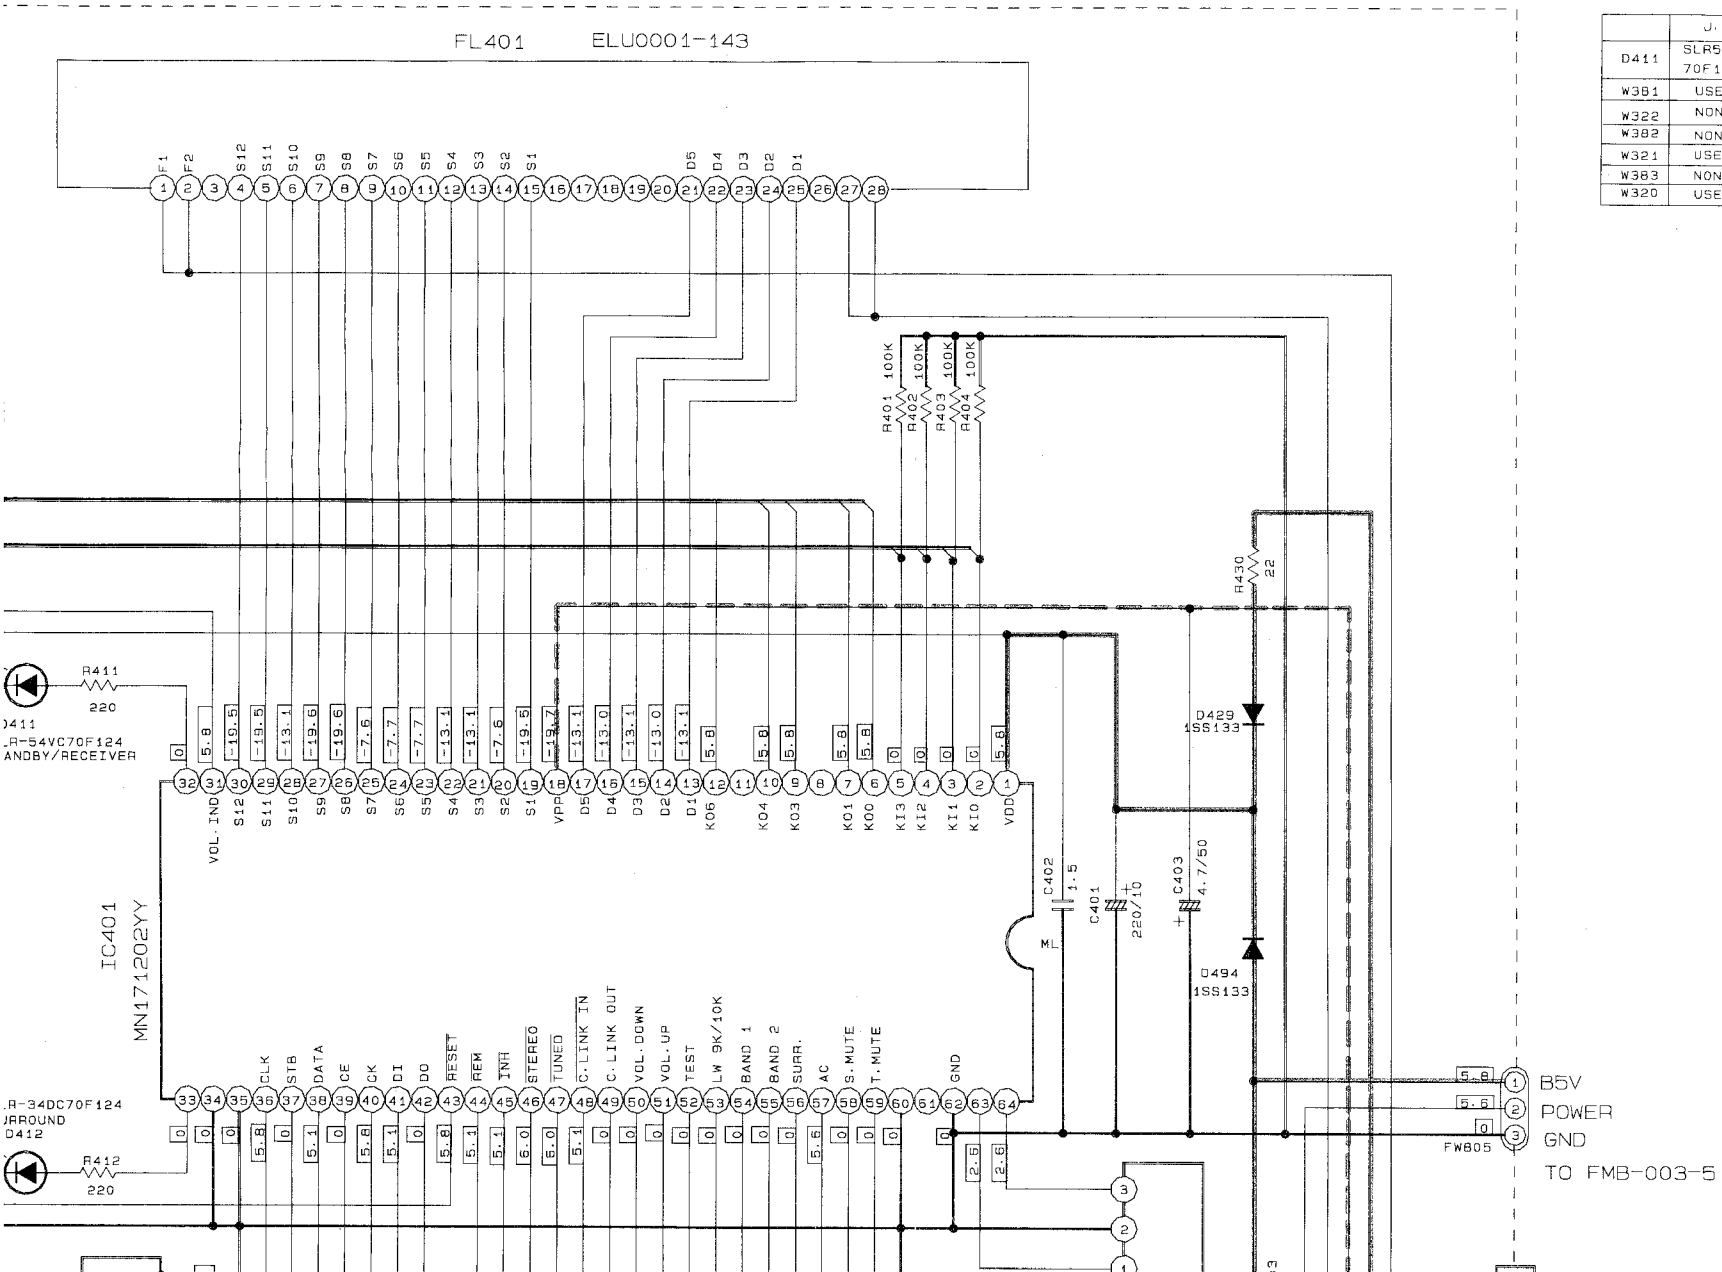 FL401 ELU0001-143
F1 F2 S12 S11 S10 S9 S8 S7 S6 S5 S4 S3 S2 S1 D5 D4 D3 D2 D1
1 2 3 4 5 6 7 8 9 10 11 12 13 14 15 16 17 18 19 20 21 22 23 24 25 26 27 28
J.
D411 SLR5
70F1
W381 USE
W322 NON
W382 NON
W321 USE
W383 NON
W320 USE
R401 100K
R402 100K
R403 100K
R404 100K
R430
22
R411
220
D411
LR-54VC70F124
ANDBY/RECEIVER
D429
1SS133
0 5.8 -19.5 -19.5 -13.1 -19.6 -19.6 -7.6 -7.7 -7.7 -13.1 -13.1 -7.6 -19.5 -19.7 -13.1 -13.0 -13.1 -13.0 -13.1 5.8 5.8 5.8 5.8 5.8 0 0 0 0 5.8
32 31 30 29 28 27 26 25 24 23 22 21 20 19 18 17 16 15 14 13 12 11 10 9 8 7 6 5 4 3 2 1
VOL.IND S12 S11 S10 S9 S8 S7 S6 S5 S4 S3 S2 S1 VPP D5 D4 D3 D2 D1 KO6 KO4 KO3 KO1 KO0 KI3 KI2 KI1 KI0 VDD
IC401
MN171202YY
ML
C402
1.5
C401
+
220/10
C403
4.7/50
+
D494
1SS133
CLK STB DATA CE CK DI DO RESET REM INH STEREO TUNED C.LINK IN C.LINK OUT VOL.DOWN VOL.UP TEST LW 9K/10K BAND 1 BAND 2 SURR. AC S.MUTE T.MUTE GND
33 34 35 36 37 38 39 40 41 42 43 44 45 46 47 48 49 50 51 52 53 54 55 56 57 58 59 60 61 62 63 64
0 0 0 5.8 0 5.1 0 5.8 5.1 0 5.8 5.1 5.1 6.0 5.0 5.1 0 0 0 0 0 0 0 0 5.6 0 0 0 0 2.5 2.6
LR-34DC70F124
URROUND
D412
R412
220
5.8 1 B5V
5.6 2 POWER
0 3 GND
FW805
TO FMB-003-5
3
2
1
3